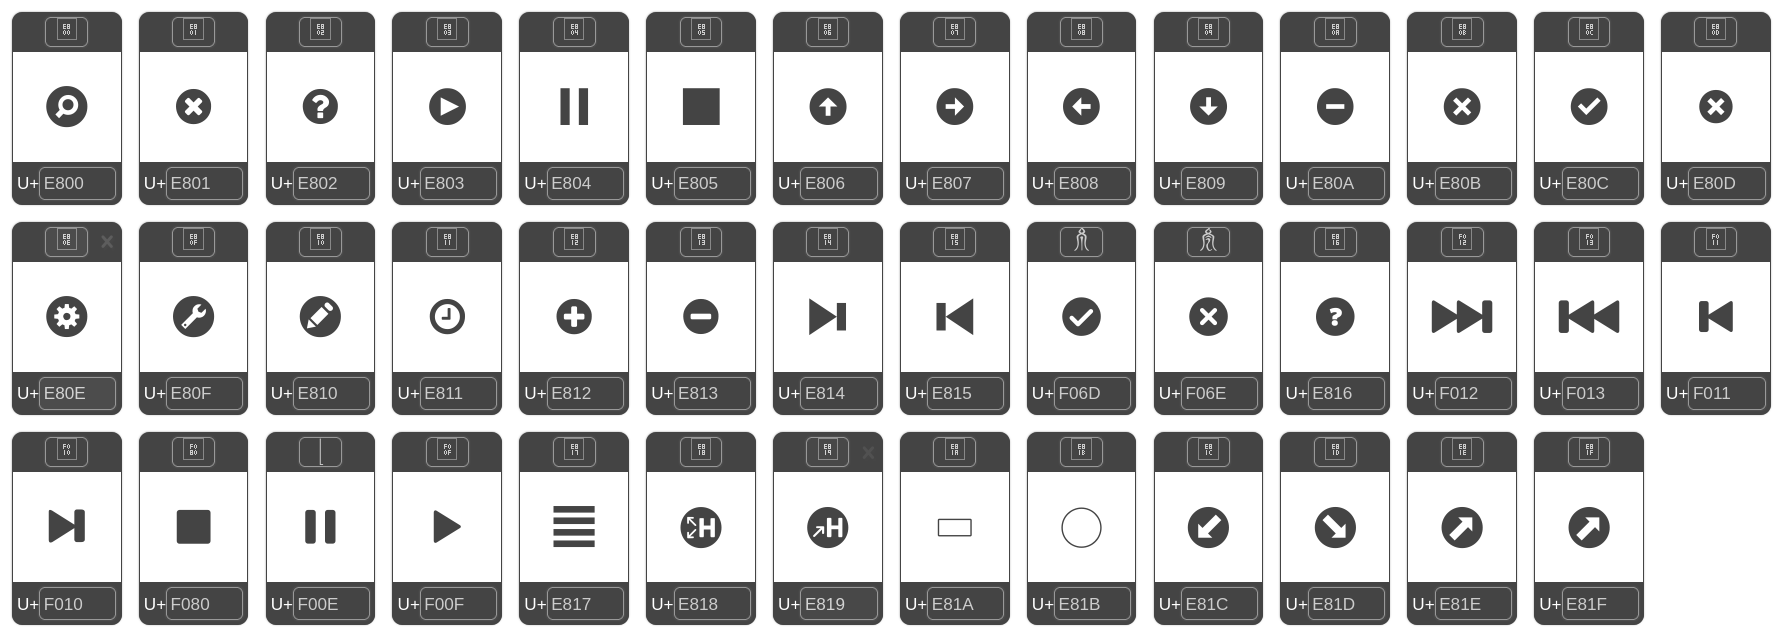 U+ E800 U+ E801 U+ E802 U+ E803 U+ E804 U+ E805 U+ E806 U+ E807 U+ E808 U+ E809 U+ E80A U+ E80B U+ E80C U+ E80D
U+ E80E U+ E80F U+ E810 U+ E811 U+ E812 U+ E813 U+ E814 U+ E815 U+ F06D U+ F06E U+ E816 U+ F012 U+ F013 U+ F011
H H
U+ F010 U+ F080 U+ F00E U+ F00F U+ E817 U+ E818 U+ E819 U+ E81A U+ E81B U+ E81C U+ E81D U+ E81E U+ E81F